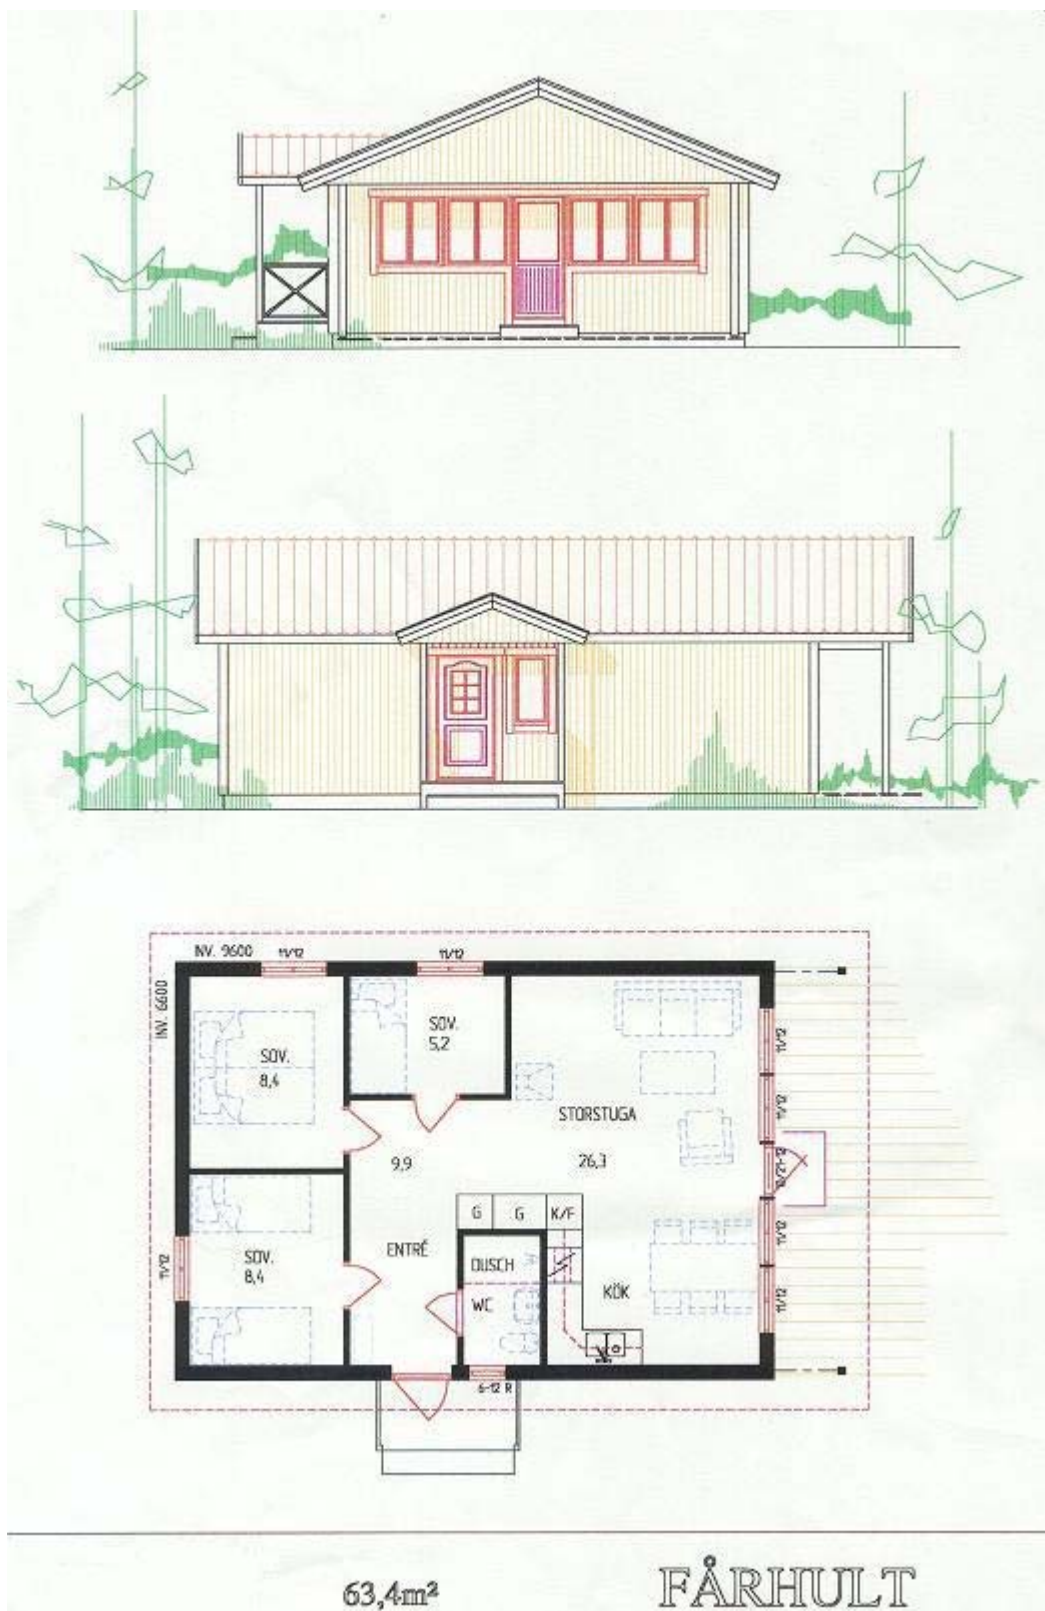 INV. 9600
11/12
11/12
INV. 6600
SOV.
8,4
SOV.
5,2
11/12
11/12
STORSTUGA
9,9
26,3
11/12
G
G
K/F
ENTRÉ
DUSCH
SOV.
8,4
11/12
WC
KÖK
11/12
6-12 R
63,4m²
FÅRHULT